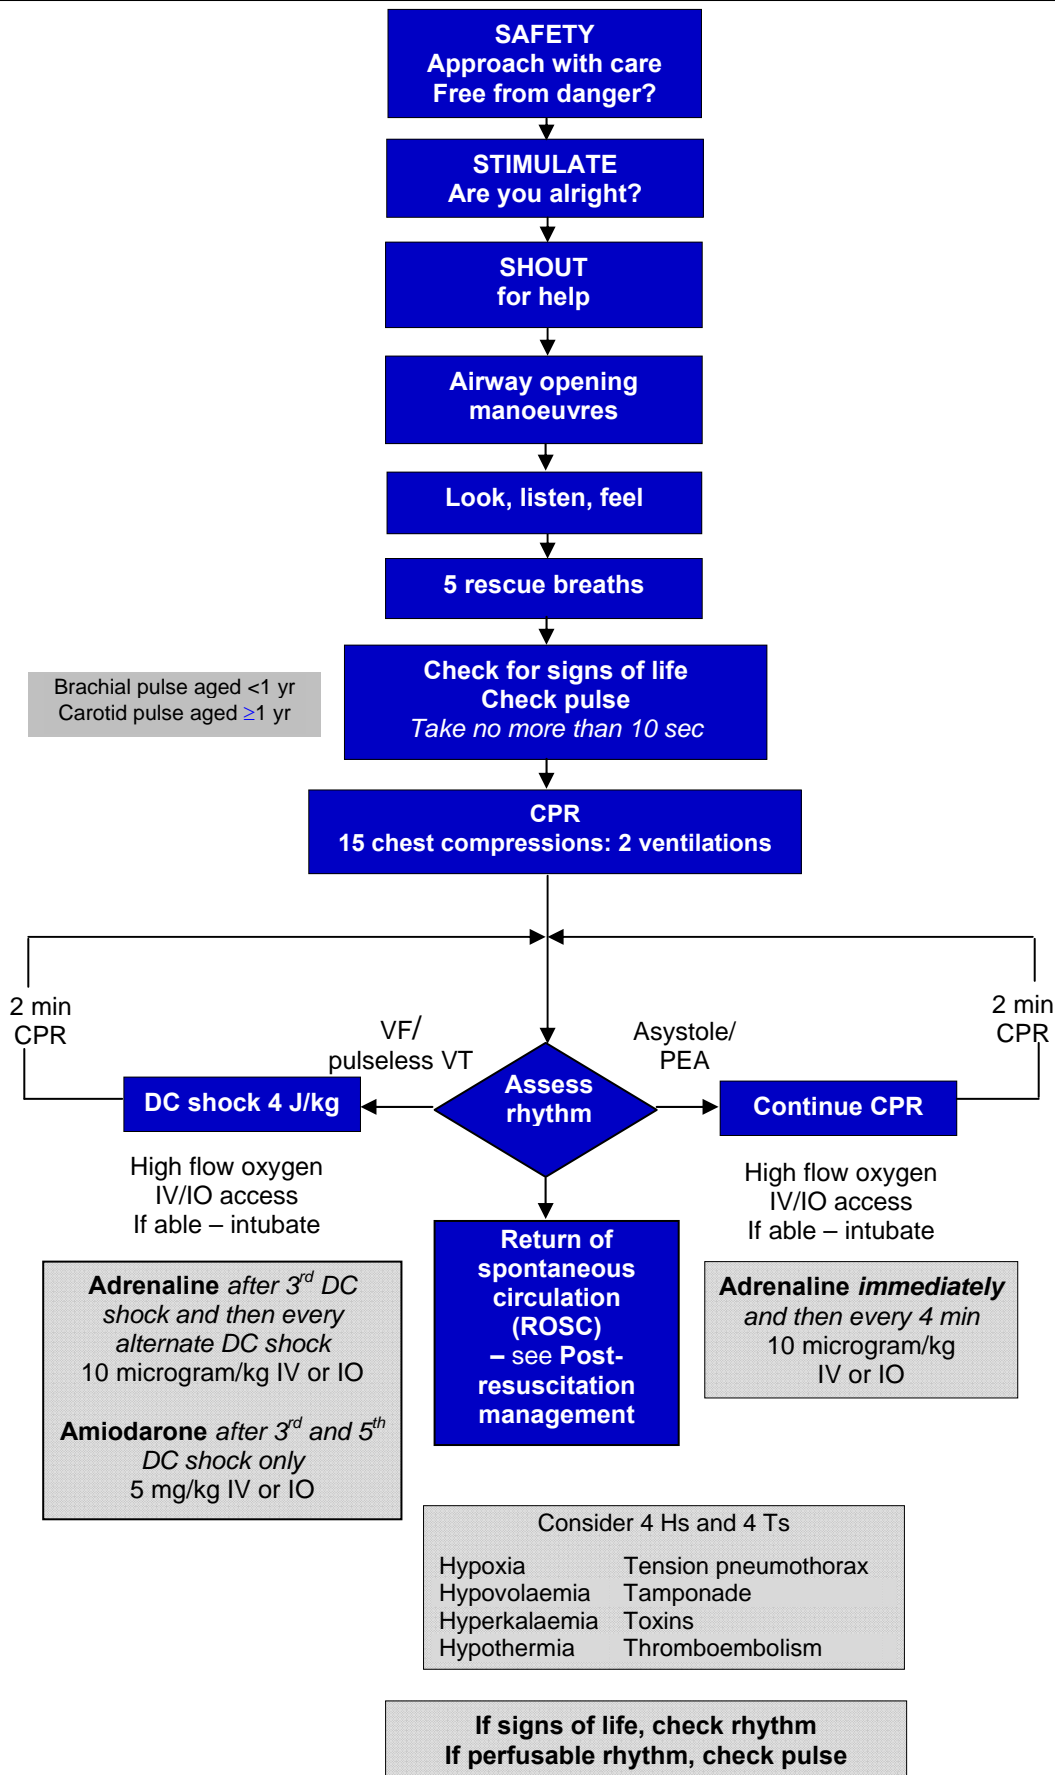 SAFETY
Approach with care
Free from danger?
STIMULATE
Are you alright?
SHOUT
for help
Airway opening
manoeuvres
Look, listen, feel
5 rescue breaths
Brachial pulse aged <1 yr
Carotid pulse aged ≥1 yr
Check for signs of life
Check pulse
Take no more than 10 sec
CPR
15 chest compressions: 2 ventilations
2 min
CPR
VF/
pulseless VT
Assess
rhythm
Asystole/
PEA
2 min
CPR
DC shock 4 J/kg
High flow oxygen
IV/IO access
If able – intubate
Adrenaline after 3rd DC
shock and then every
alternate DC shock
10 microgram/kg IV or IO
Amiodarone after 3rd and 5th
DC shock only
5 mg/kg IV or IO
Return of
spontaneous
circulation
(ROSC)
– see Post-
resuscitation
management
Continue CPR
High flow oxygen
IV/IO access
If able – intubate
Adrenaline immediately
and then every 4 min
10 microgram/kg
IV or IO
Consider 4 Hs and 4 Ts
Hypoxia Tension pneumothorax
Hypovolaemia Tamponade
Hyperkalaemia Toxins
Hypothermia Thromboembolism
If signs of life, check rhythm
If perfusable rhythm, check pulse